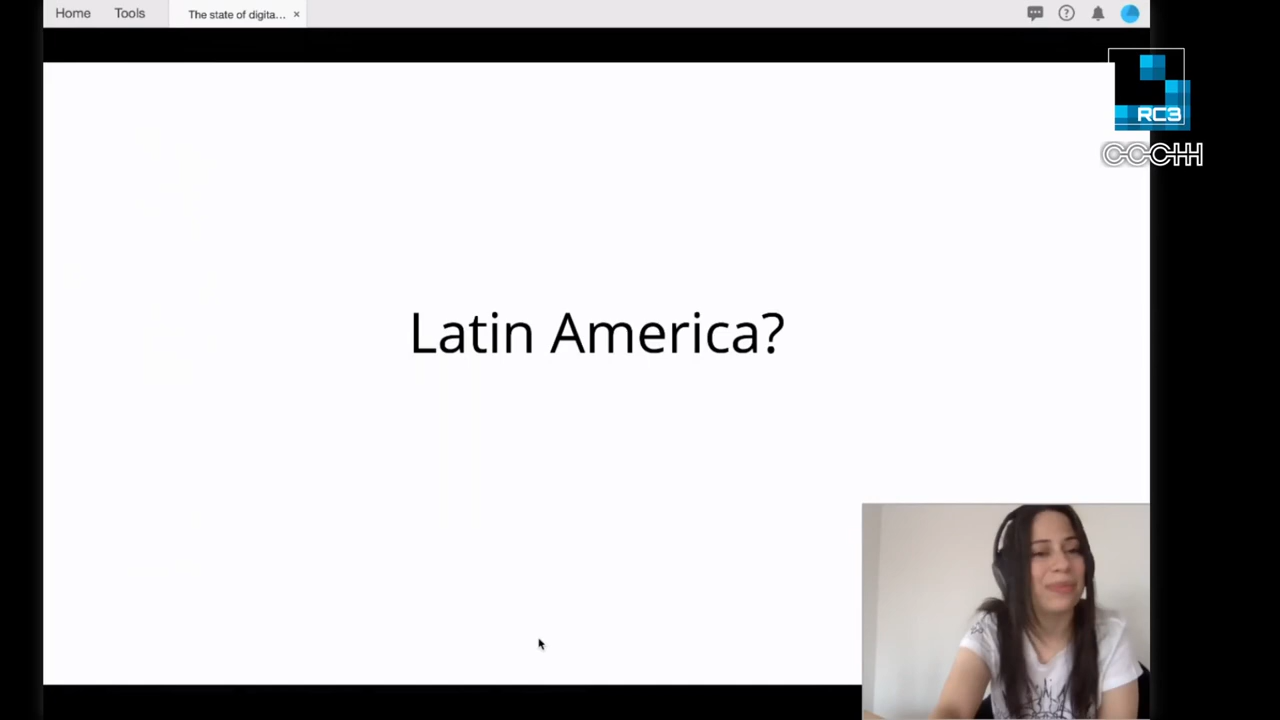 Home Tools The state of digita... ×
RC3
CCCHH
Latin America?